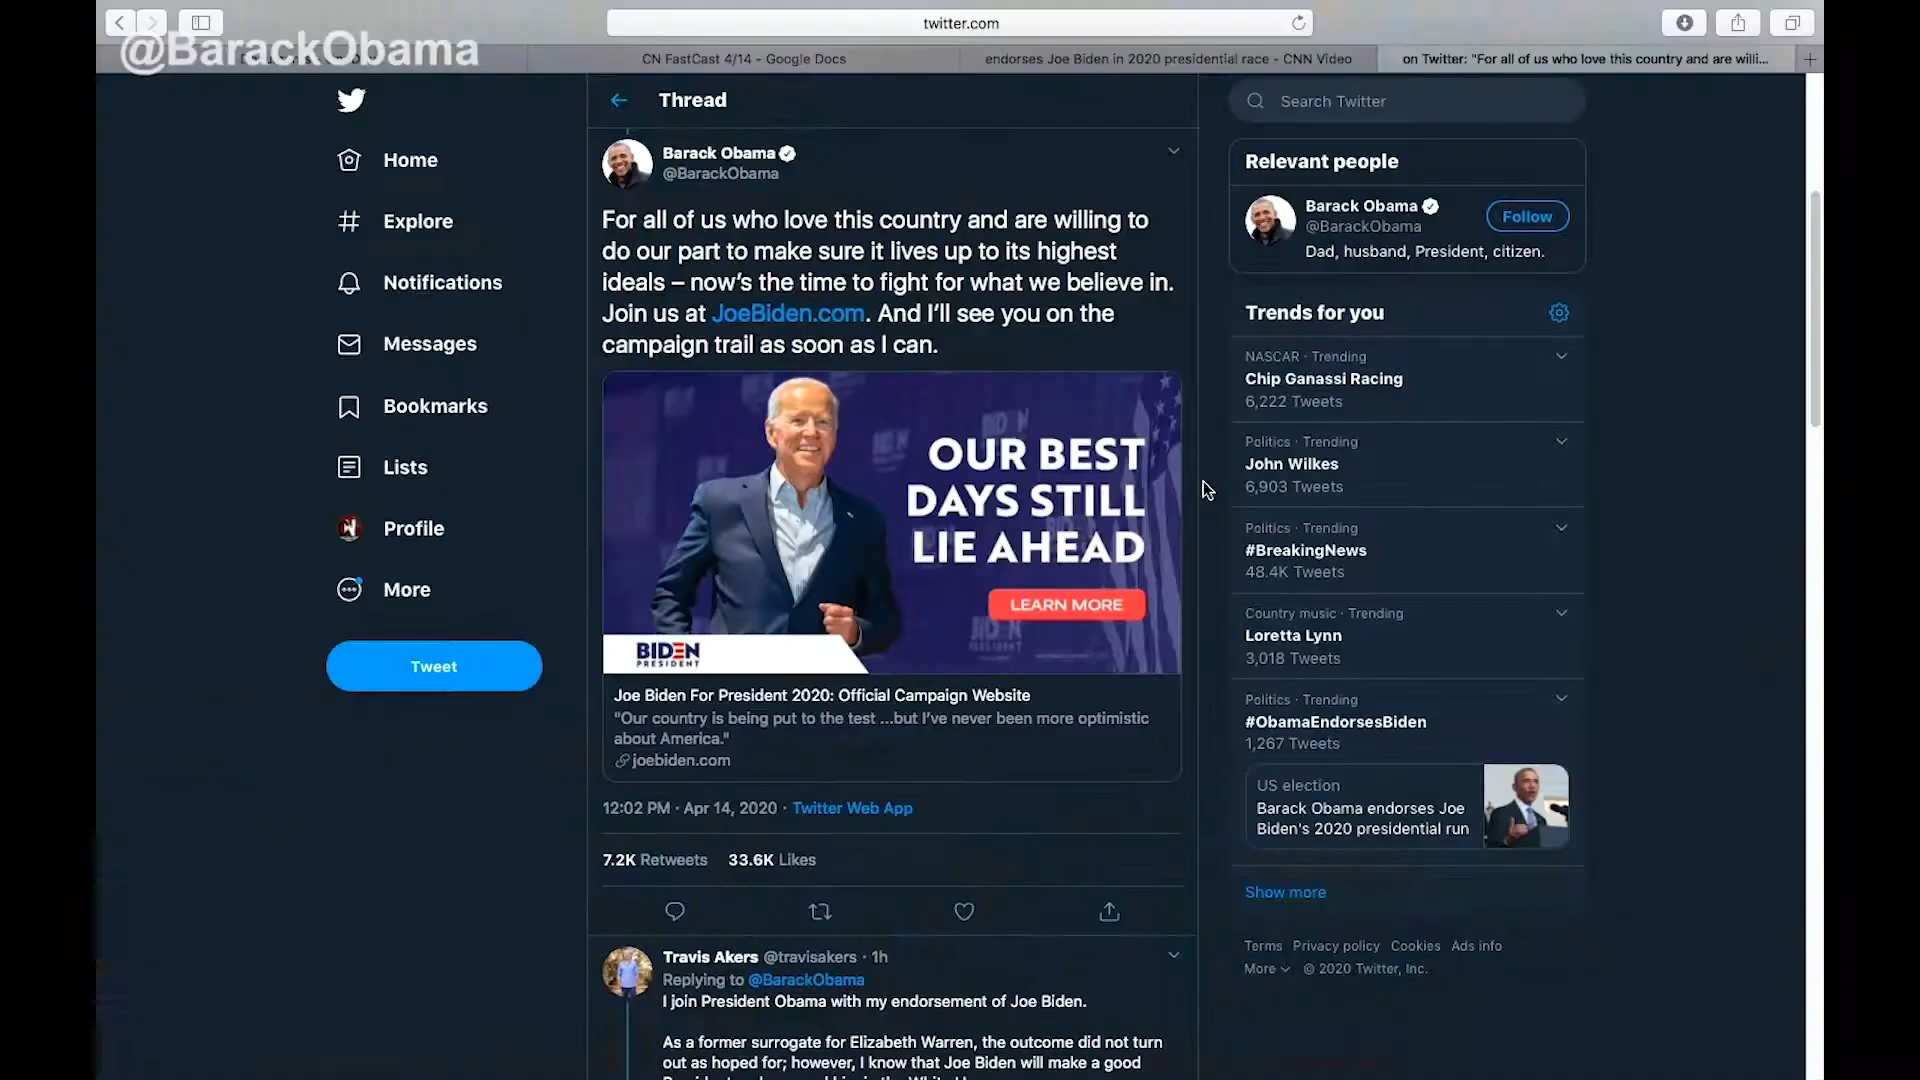 twitter.com
@BarackObama
CN FastCast 4/14 - Google Docs
endorses Joe Biden in 2020 presidential race - CNN Video
on Twitter: "For all of us who love this country and are willi...
Home
Explore
Notifications
Messages
Bookmarks
Lists
Profile
More
Tweet
Thread
Barack Obama
@BarackObama
For all of us who love this country and are willing to
do our part to make sure it lives up to its highest
ideals – now's the time to fight for what we believe in.
Join us at JoeBiden.com. And I'll see you on the
campaign trail as soon as I can.
OUR BEST
DAYS STILL
LIE AHEAD
LEARN MORE
BIDEN
PRESIDENT
Joe Biden For President 2020: Official Campaign Website
"Our country is being put to the test ...but I've never been more optimistic
about America."
joebiden.com
12:02 PM · Apr 14, 2020 · Twitter Web App
7.2K Retweets 33.6K Likes
Travis Akers @travisakers · 1h
Replying to @BarackObama
I join President Obama with my endorsement of Joe Biden.
As a former surrogate for Elizabeth Warren, the outcome did not turn
out as hoped for; however, I know that Joe Biden will make a good
Search Twitter
Relevant people
Barack Obama
@BarackObama
Follow
Dad, husband, President, citizen.
Trends for you
NASCAR · Trending
Chip Ganassi Racing
6,222 Tweets
Politics · Trending
John Wilkes
6,903 Tweets
Politics · Trending
#BreakingNews
48.4K Tweets
Country music · Trending
Loretta Lynn
3,018 Tweets
Politics · Trending
#ObamaEndorsesBiden
1,267 Tweets
US election
Barack Obama endorses Joe
Biden's 2020 presidential run
Show more
Terms Privacy policy Cookies Ads info
More © 2020 Twitter, Inc.